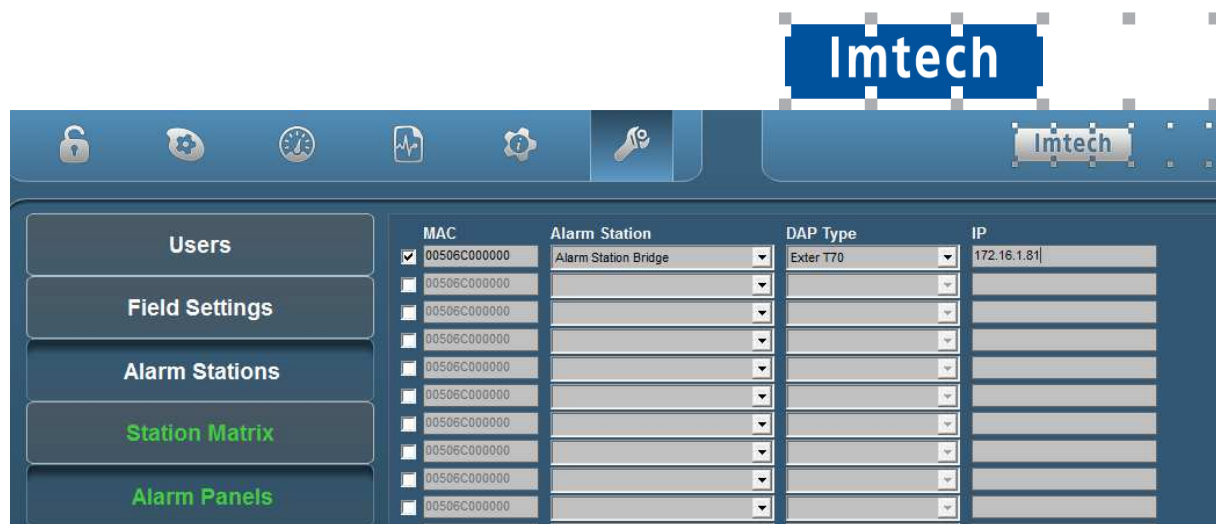 Imtech
Imtech
Users
Field Settings
Alarm Stations
Station Matrix
Alarm Panels
MAC Alarm Station DAP Type IP
00506C000000 Alarm Station Bridge Exter T70 172.16.1.81
00506C000000
00506C000000
00506C000000
00506C000000
00506C000000
00506C000000
00506C000000
00506C000000
00506C000000